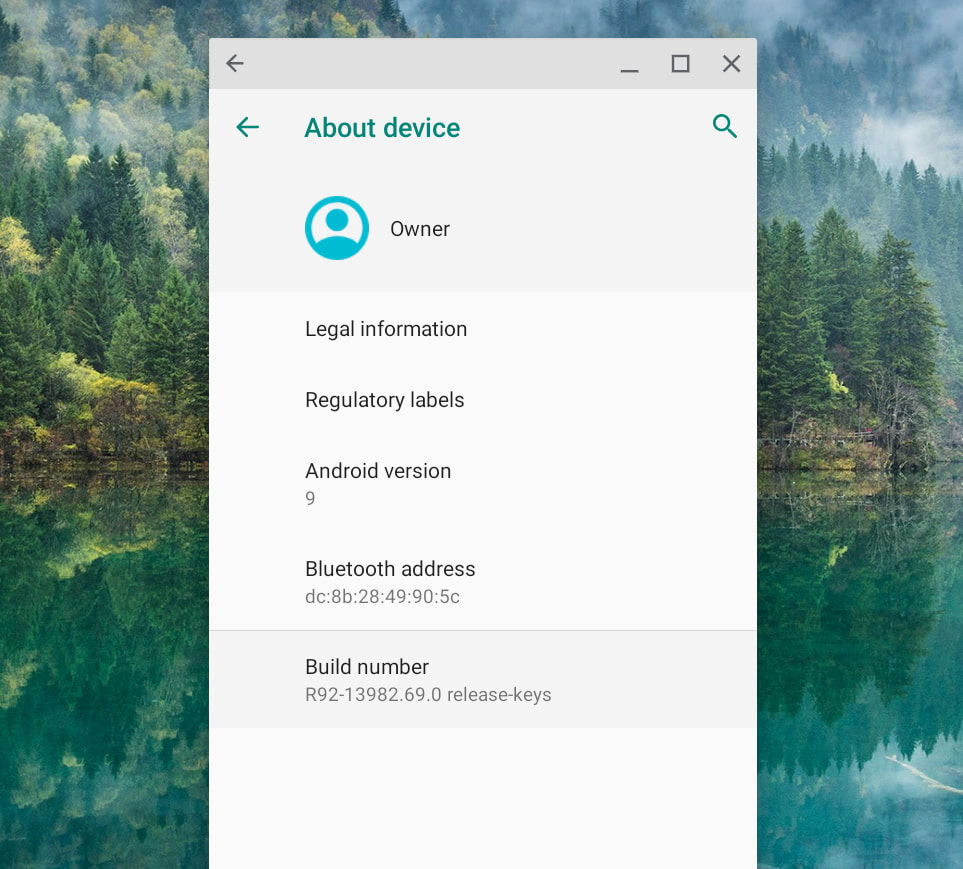 About device
Owner
Legal information
Regulatory labels
Android version
9
Bluetooth address
dc:8b:28:49:90:5c
Build number
R92-13982.69.0 release-keys